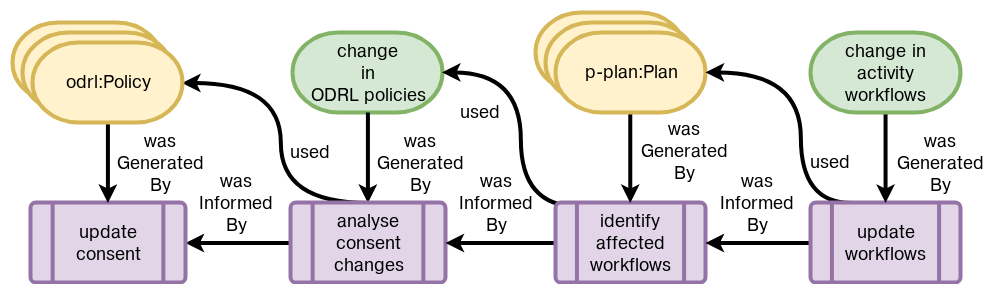 odrl:Policy
change
in
ODRL policies
p-plan:Plan
change in
activity
workflows
was
Generated
By
used
was
Generated
By
used
was
Generated
By
used
was
Generated
By
was
Informed
By
was
Informed
By
was
Informed
By
update
consent
analyse
consent
changes
identify
affected
workflows
update
workflows